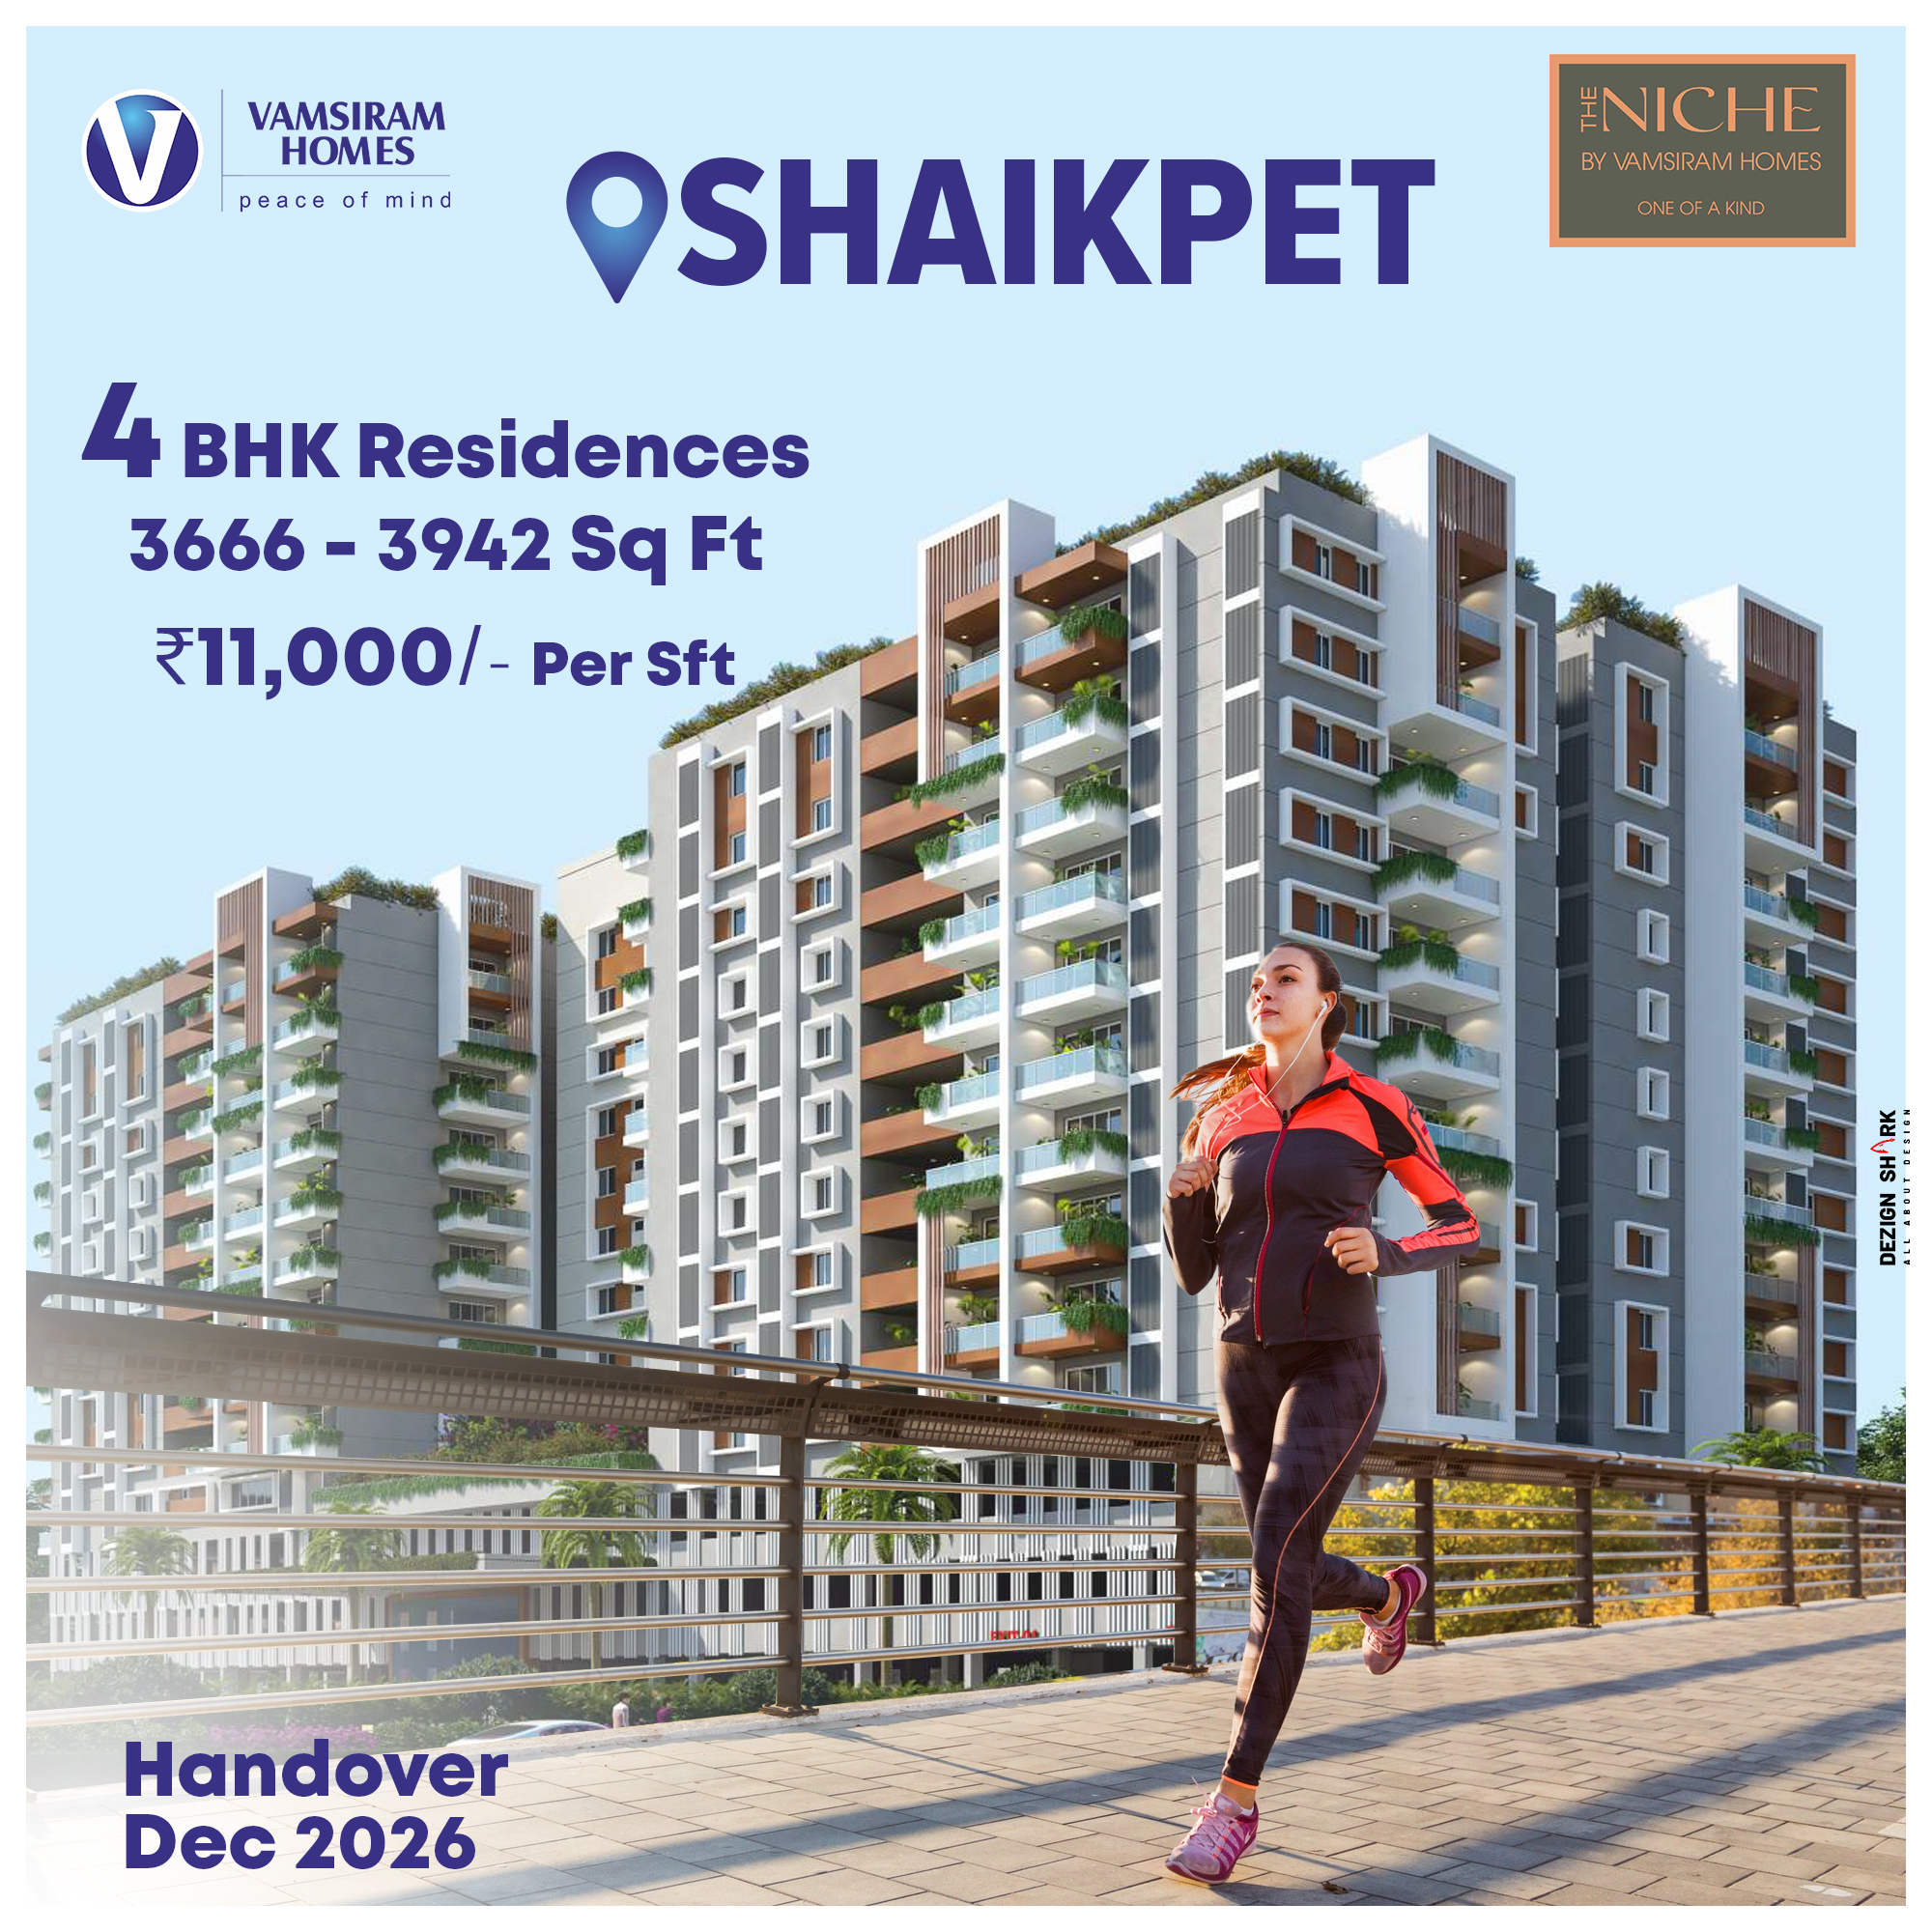 VAMSIRAM
HOMES
peace of mind
SHAIKPET
THE NICHE
BY VAMSIRAM HOMES
ONE OF A KIND
4 BHK Residences
3666 - 3942 Sq Ft
₹11,000/- Per Sft
DEZIGN SHARK
ALL ABOUT DESIGN
Handover
Dec 2026